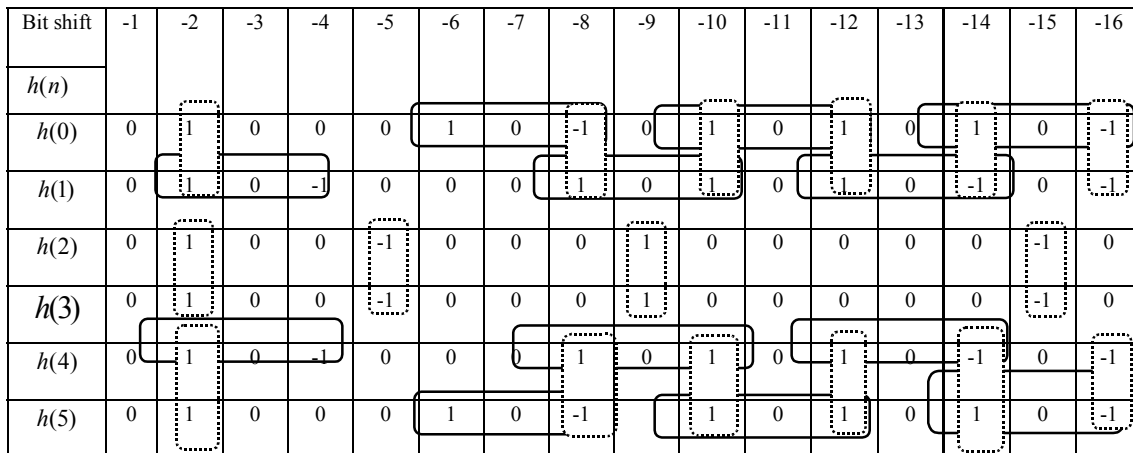 Bit shift -1 -2 -3 -4 -5 -6 -7 -8 -9 -10 -11 -12 -13 -14 -15 -16
h(n)
h(0) 0 1 0 0 0 1 0 -1 0 1 0 1 0 1 0 -1
h(1) 0 1 0 -1 0 0 0 1 0 1 0 1 0 -1 0 -1
h(2) 0 1 0 0 -1 0 0 0 1 0 0 0 0 0 -1 0
h(3) 0 1 0 0 -1 0 0 0 1 0 0 0 0 0 -1 0
h(4) 0 1 0 -1 0 0 0 1 0 1 0 1 0 -1 0 -1
h(5) 0 1 0 0 0 1 0 -1 0 1 0 1 0 1 0 -1